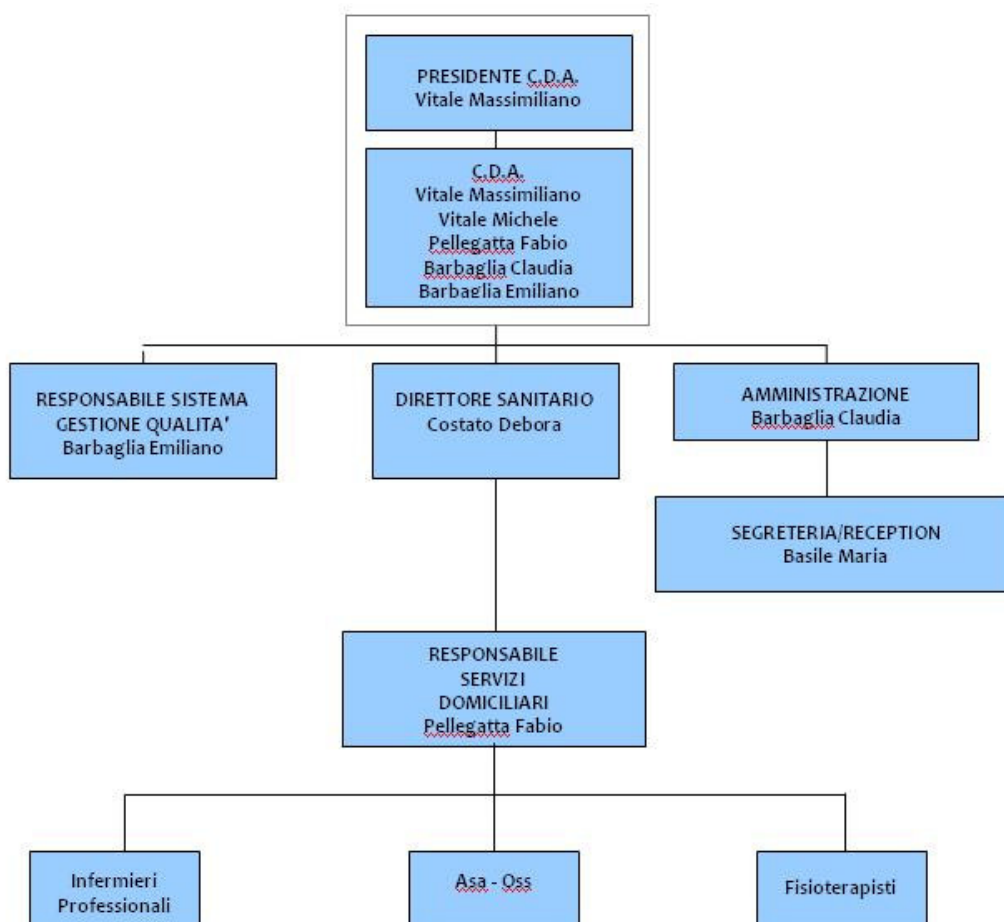 PRESIDENTE C.D.A.
Vitale Massimiliano
C.D.A.
Vitale Massimiliano
Vitale Michele
Pellegatta Fabio
Barbaglia Claudia
Barbaglia Emiliano
RESPONSABILE SISTEMA
GESTIONE QUALITA'
Barbaglia Emiliano
DIRETTORE SANITARIO
Costato Debora
AMMINISTRAZIONE
Barbaglia Claudia
SEGRETERIA/RECEPTION
Basile Maria
RESPONSABILE
SERVIZI
DOMICILIARI
Pellegatta Fabio
Infermieri
Professionali
Asa - Oss
Fisioterapisti